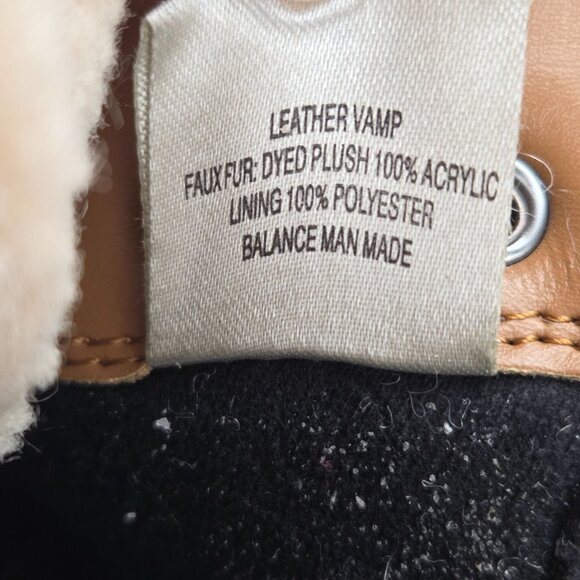 LEATHER VAMP
FAUX FUR: DYED PLUSH 100% ACRYLIC
LINING 100% POLYESTER
BALANCE MAN MADE